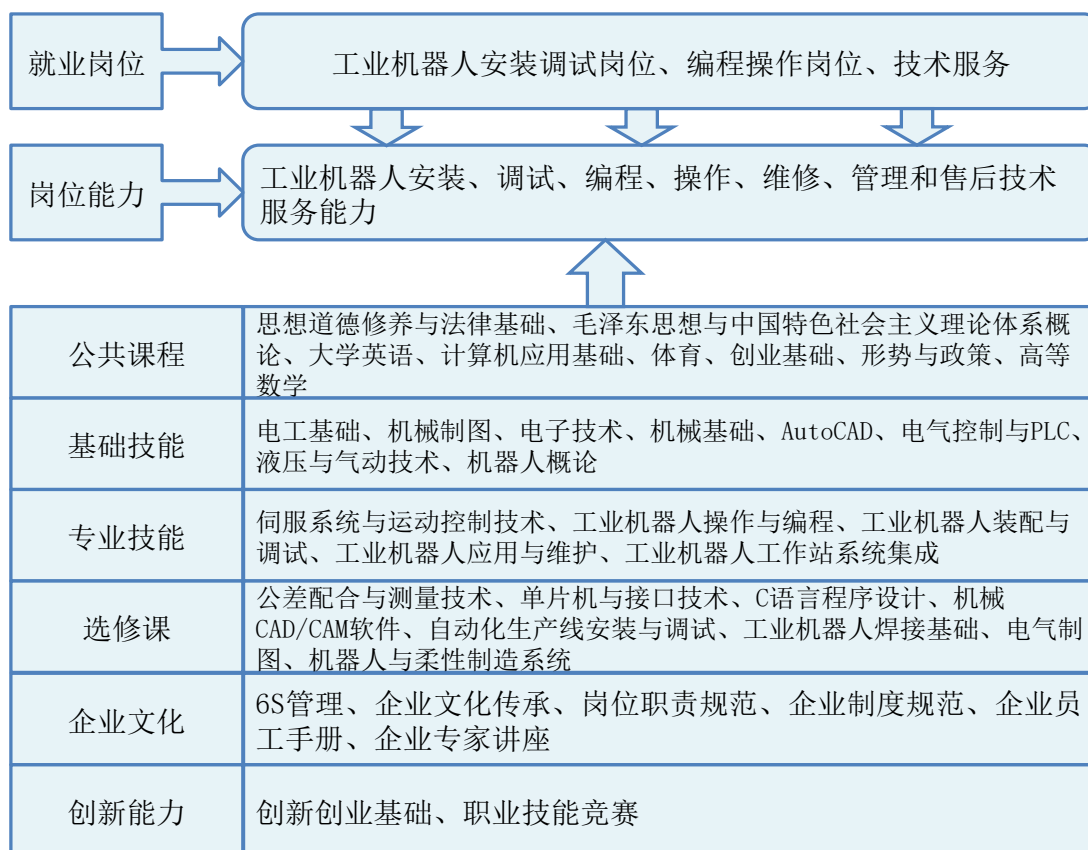 就业岗位
工业机器人安装调试岗位、编程操作岗位、技术服务
岗位能力
工业机器人安装、调试、编程、操作、维修、管理和售后技术
服务能力
公共课程
思想道德修养与法律基础、毛泽东思想与中国特色社会主义理论体系概
论、大学英语、计算机应用基础、体育、创业基础、形势与政策、高等
数学
基础技能
电工基础、机械制图、电子技术、机械基础、AutoCAD、电气控制与PLC、
液压与气动技术、机器人概论
专业技能
伺服系统与运动控制技术、工业机器人操作与编程、工业机器人装配与
调试、工业机器人应用与维护、工业机器人工作站系统集成
选修课
公差配合与测量技术、单片机与接口技术、C语言程序设计、机械
CAD/CAM软件、自动化生产线安装与调试、工业机器人焊接基础、电气制
图、机器人与柔性制造系统
企业文化
6S管理、企业文化传承、岗位职责规范、企业制度规范、企业员
工手册、企业专家讲座
创新能力
创新创业基础、职业技能竞赛